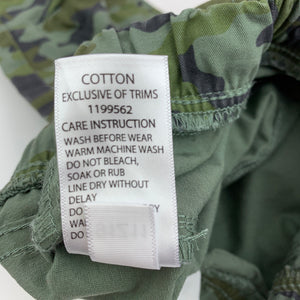 COTTON
EXCLUSIVE OF TRIMS
1199562
CARE INSTRUCTION
WASH BEFORE WEAR
WARM MACHINE WASH
DO NOT BLEACH,
SOAK OR RUB
LINE DRY WITHOUT
DELAY
DO
WA